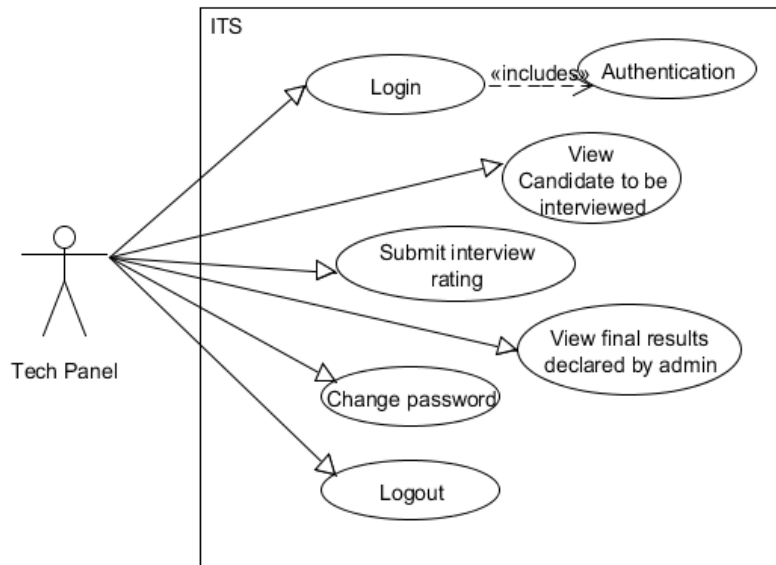 ITS
Login
«includes»
Authentication
View
Candidate to be
interviewed
Submit interview
rating
View final results
declared by admin
Tech Panel
Change password
Logout